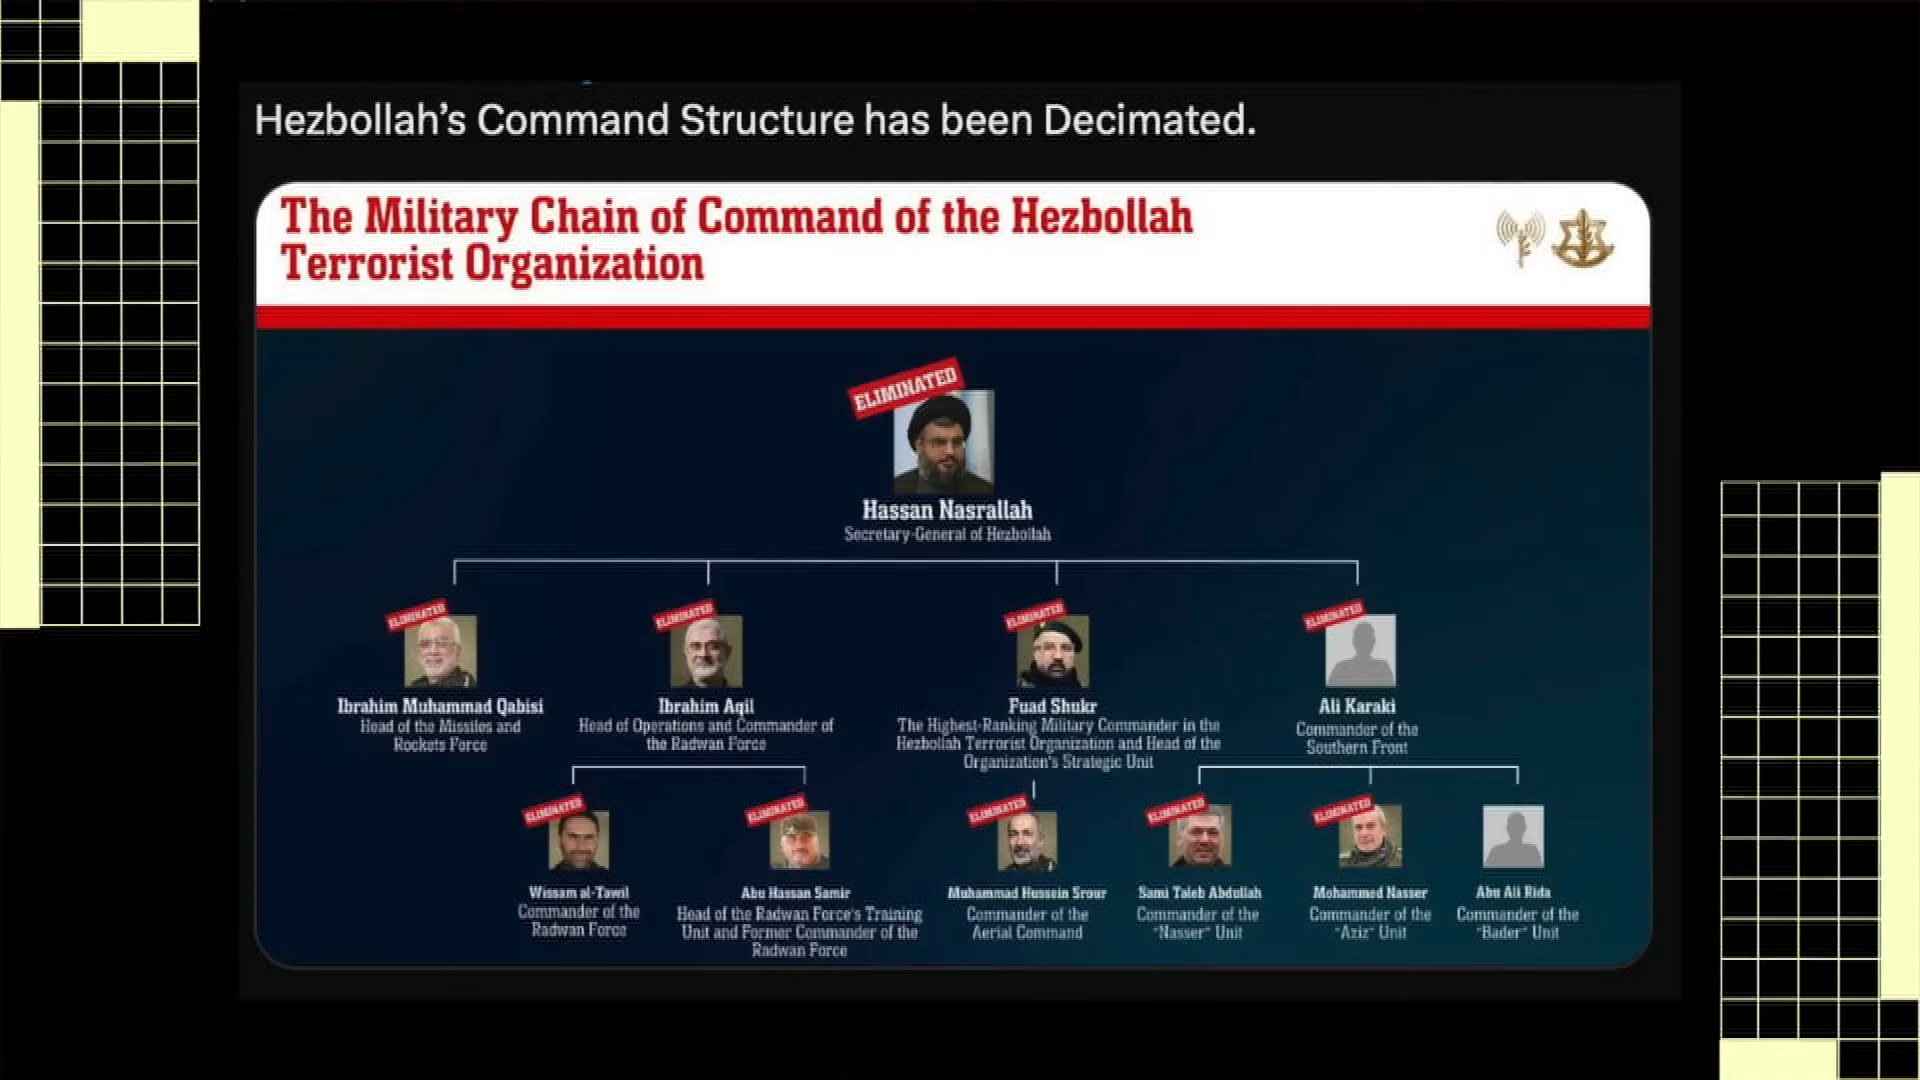 Hezbollah's Command Structure has been Decimated.
The Military Chain of Command of the Hezbollah
Terrorist Organization
ELIMINATED
Hassan Nasrallah
Secretary-General of Hezbollah
ELIMINATED
ELIMINATED
ELIMINATED
ELIMINATED
Ibrahim Muhammad Qabisi
Head of the Missiles and
Rockets Force
Ibrahim Aqil
Head of Operations and Commander of
the Radwan Force
Fuad Shukr
The Highest-Ranking Military Commander in the
Hezbollah Terrorist Organization and Head of the
Organization's Strategic Unit
Ali Karaki
Commander of the
Southern Front
ELIMINATED
ELIMINATED
ELIMINATED
ELIMINATED
ELIMINATED
Wissam al-Tawil
Commander of the
Radwan Force
Abu Hassan Samir
Head of the Radwan Force's Training
Unit and Former Commander of the
Radwan Force
Muhammad Hussein Srour
Commander of the
Aerial Command
Sami Taleb Abdullah
Commander of the
"Nasser" Unit
Mohammed Nasser
Commander of the
"Aziz" Unit
Abu Ali Rida
Commander of the
"Bader" Unit